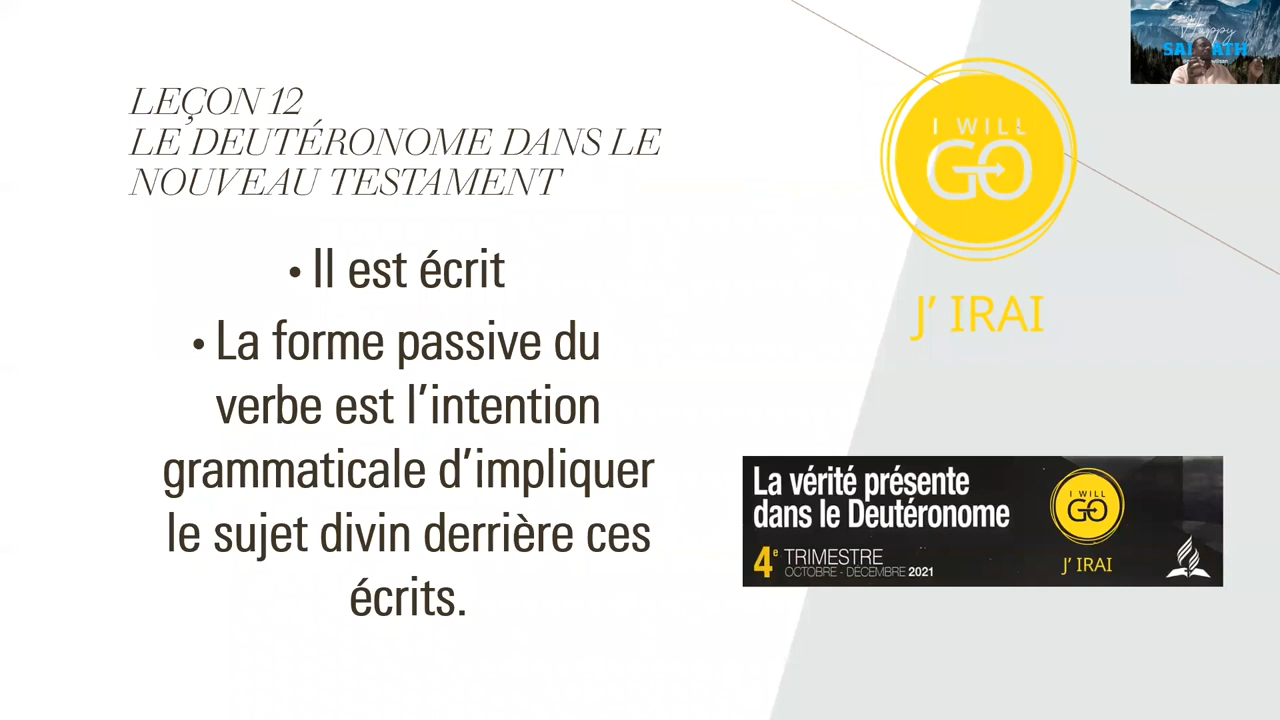 LEÇON 12
LE DEUTÉRONOME DANS LE
NOUVEAU TESTAMENT
• Il est écrit
• La forme passive du
verbe est l’intention
grammaticale d’impliquer
le sujet divin derrière ces
écrits.
Happy
I WILL
GO
J’ IRAI
La vérité présente
dans le Deutéronome
4e TRIMESTRE
OCTOBRE - DÉCEMBRE 2021
I WILL
GO
J’ IRAI